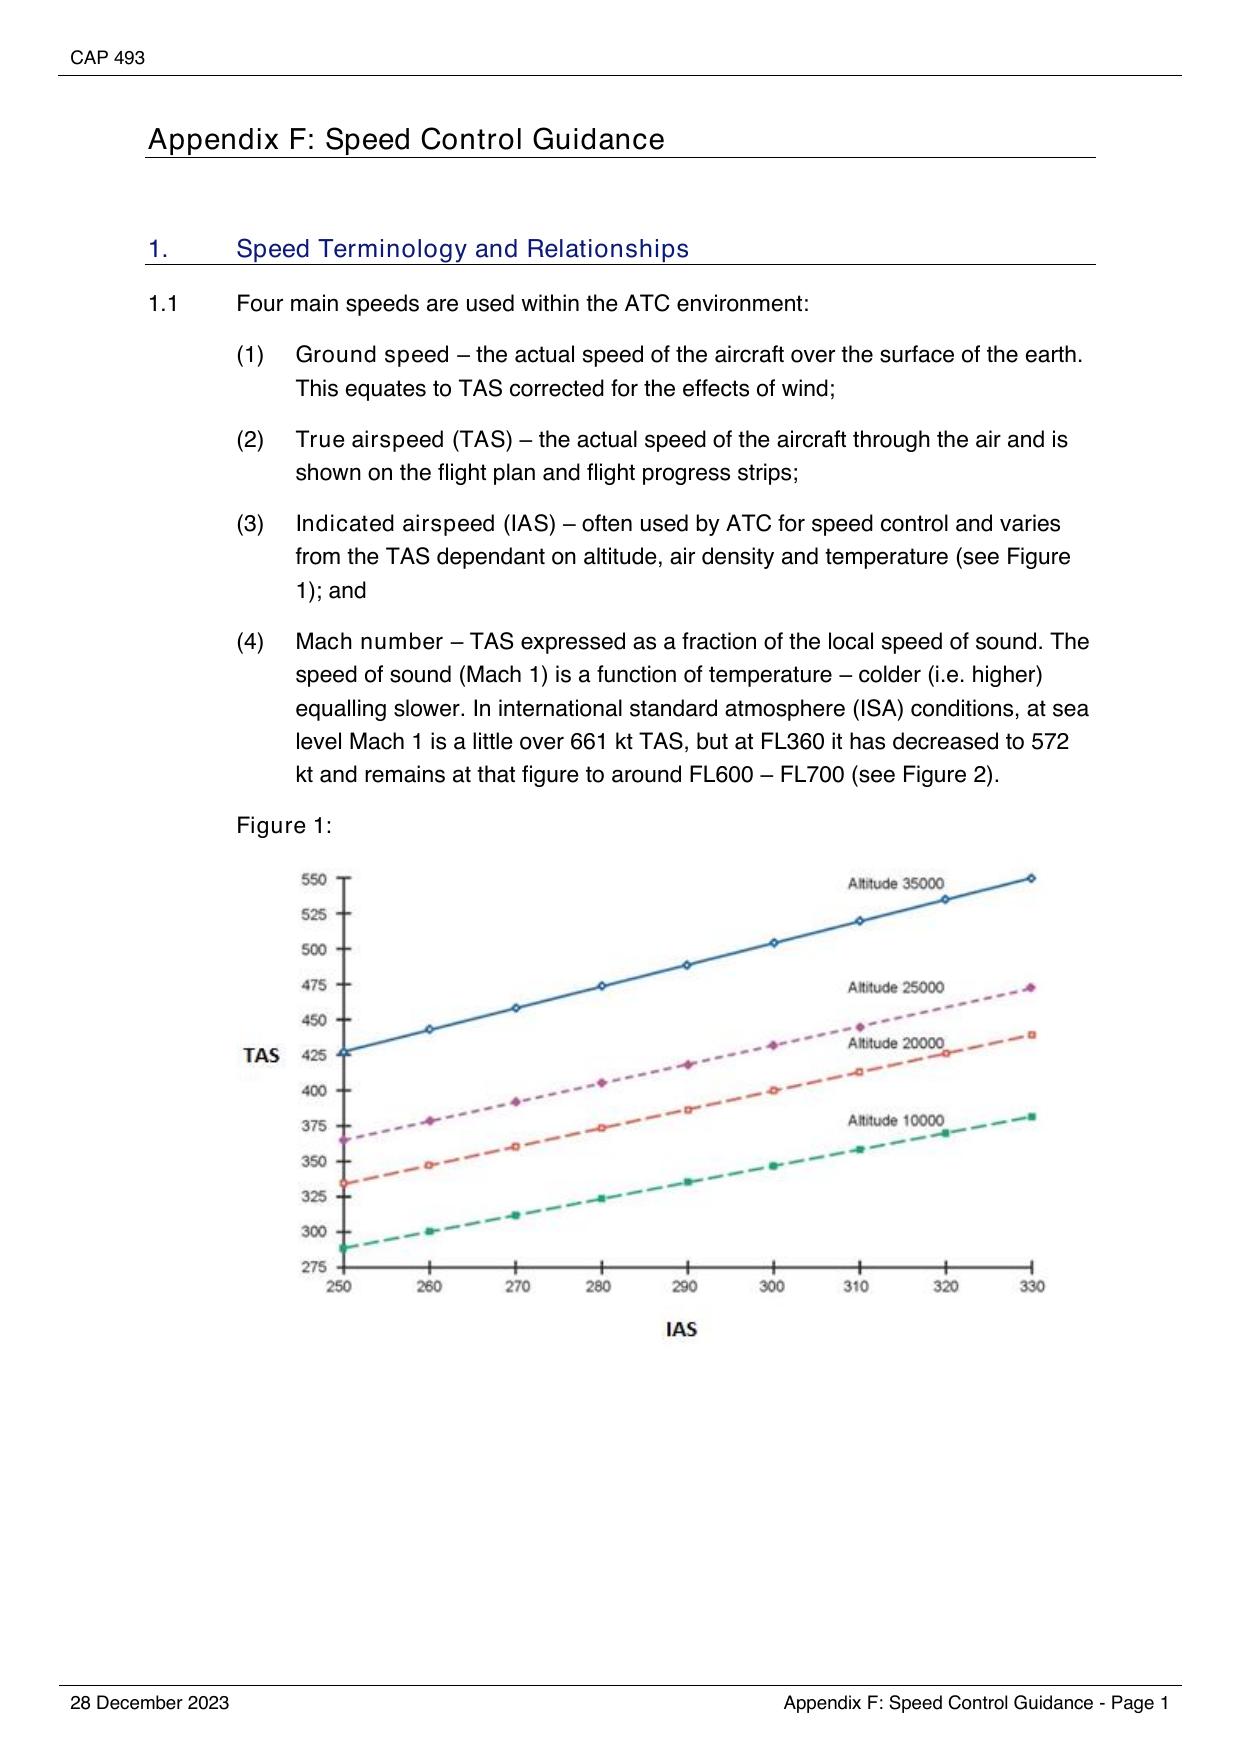 CAP 493
Appendix F: Speed Control Guidance
1. Speed Terminology and Relationships
1.1 Four main speeds are used within the ATC environment:
(1) Ground speed – the actual speed of the aircraft over the surface of the earth.
This equates to TAS corrected for the effects of wind;
(2) True airspeed (TAS) – the actual speed of the aircraft through the air and is
shown on the flight plan and flight progress strips;
(3) Indicated airspeed (IAS) – often used by ATC for speed control and varies
from the TAS dependant on altitude, air density and temperature (see Figure
1); and
(4) Mach number – TAS expressed as a fraction of the local speed of sound. The
speed of sound (Mach 1) is a function of temperature – colder (i.e. higher)
equalling slower. In international standard atmosphere (ISA) conditions, at sea
level Mach 1 is a little over 661 kt TAS, but at FL360 it has decreased to 572
kt and remains at that figure to around FL600 – FL700 (see Figure 2).
Figure 1:
550
Altitude 35000
525
500
475
Altitude 25000
450
Altitude 20000
TAS
425
400
375
Altitude 10000
350
325
300
275
250 260 270 280 290 300 310 320 330
IAS
28 December 2023
Appendix F: Speed Control Guidance - Page 1